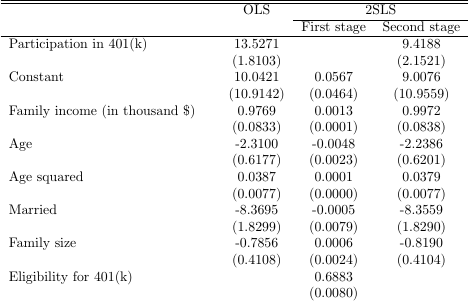 OLS 2SLS
First stage Second stage
Participation in 401(k) 13.5271 9.4188
(1.8103) (2.1521)
Constant 10.0421 0.0567 9.0076
(10.9142) (0.0464) (10.9559)
Family income (in thousand $) 0.9769 0.0013 0.9972
(0.0833) (0.0001) (0.0838)
Age -2.3100 -0.0048 -2.2386
(0.6177) (0.0023) (0.6201)
Age squared 0.0387 0.0001 0.0379
(0.0077) (0.0000) (0.0077)
Married -8.3695 -0.0005 -8.3559
(1.8299) (0.0079) (1.8290)
Family size -0.7856 0.0006 -0.8190
(0.4108) (0.0024) (0.4104)
Eligibility for 401(k) 0.6883
(0.0080)